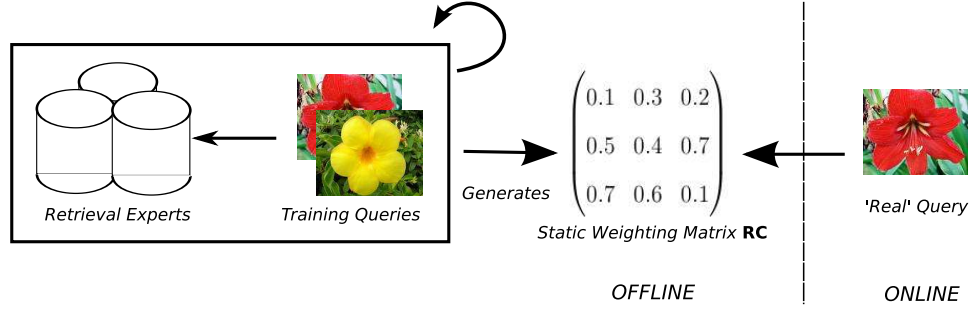 0.1 0.3 0.2
0.5 0.4 0.7
0.7 0.6 0.1
Generates
Retrieval Experts
Training Queries
Static Weighting Matrix RC
'Real' Query
OFFLINE
ONLINE